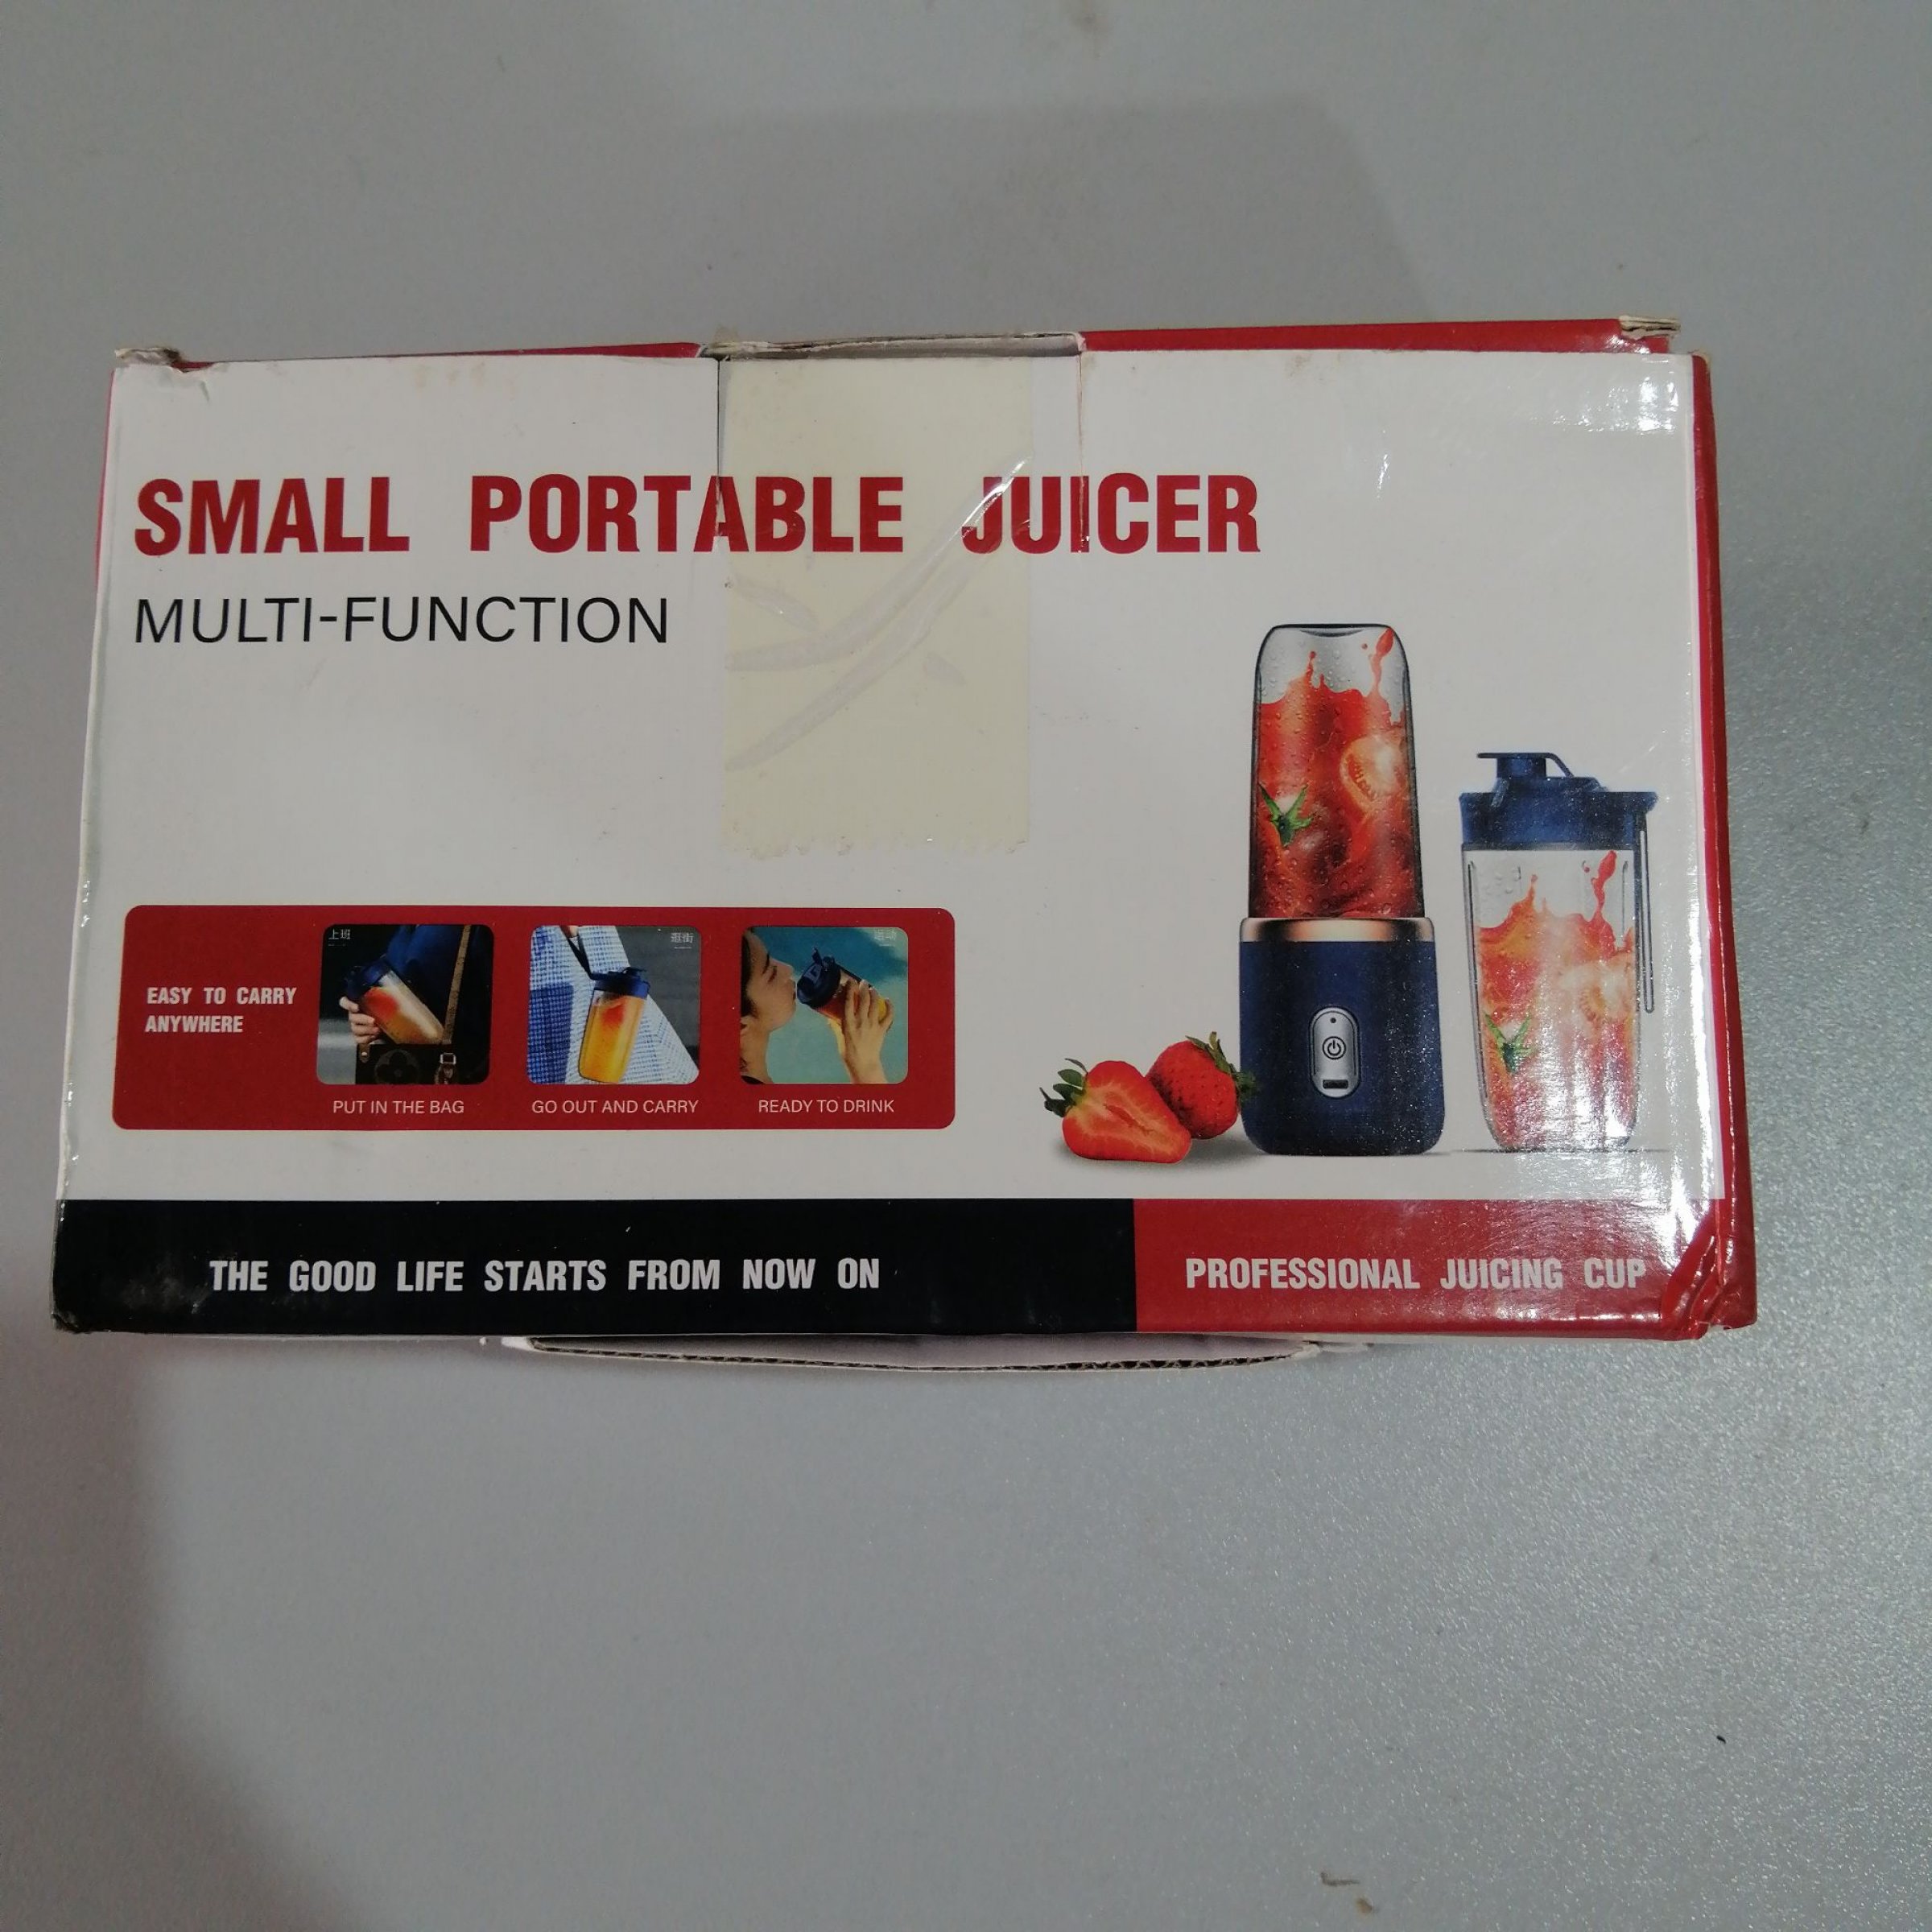 SMALL PORTABLE JUICER
MULTI-FUNCTION
EASY TO CARRY
ANYWHERE
上班
逛街
PUT IN THE BAG
GO OUT AND CARRY
READY TO DRINK
THE GOOD LIFE STARTS FROM NOW ON
PROFESSIONAL JUICING CUP